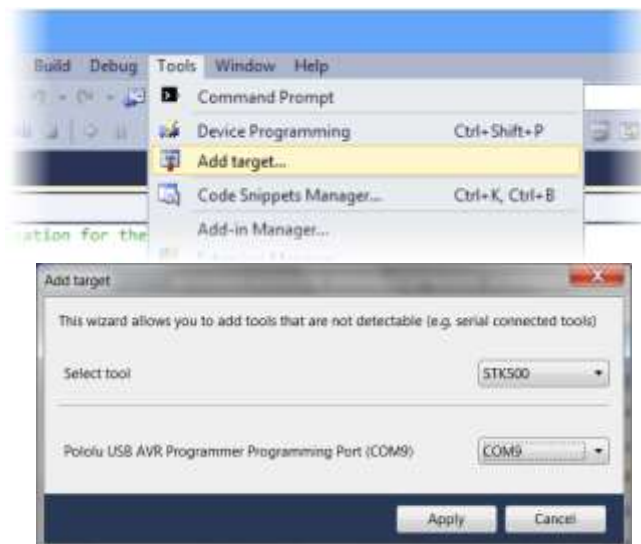 Build Debug Tools Window Help
Command Prompt
Device Programming Ctrl+Shift+P
Add target...
Code Snippets Manager... Ctrl+K, Ctrl+B
ation for the
Add-in Manager...
Add target
This wizard allows you to add tools that are not detectable (e.g. serial connected tools)
Select tool STK500
Pololu USB AVR Programmer Programming Port (COM9) COM9
Apply Cancel